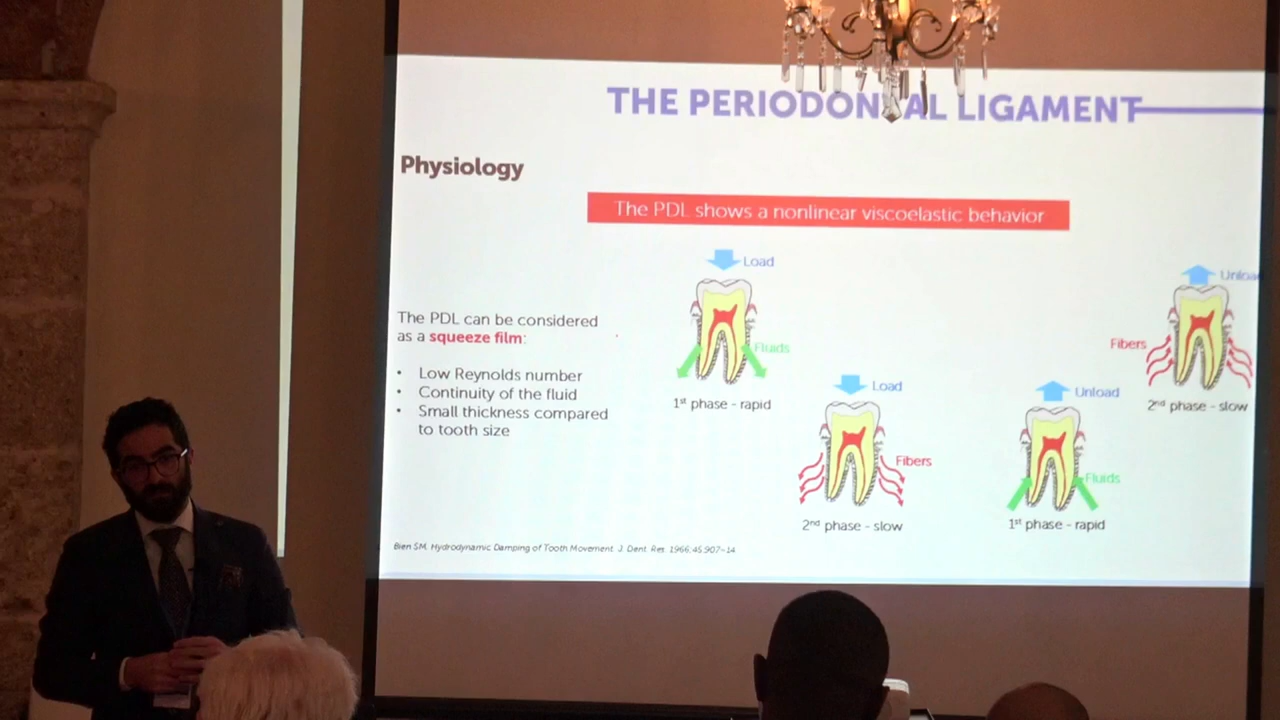 THE PERIODONTAL LIGAMENT
Physiology
The PDL shows a nonlinear viscoelastic behavior
The PDL can be considered
as a squeeze film:
• Low Reynolds number
• Continuity of the fluid
• Small thickness compared
to tooth size
Load
Fluids
1st phase - rapid
Load
Fibers
2nd phase - slow
Unload
Fluids
1st phase - rapid
Unload
Fibers
2nd phase - slow
Bien SM. Hydrodynamic Damping of Tooth Movement. J. Dent. Res. 1966;45:907-14